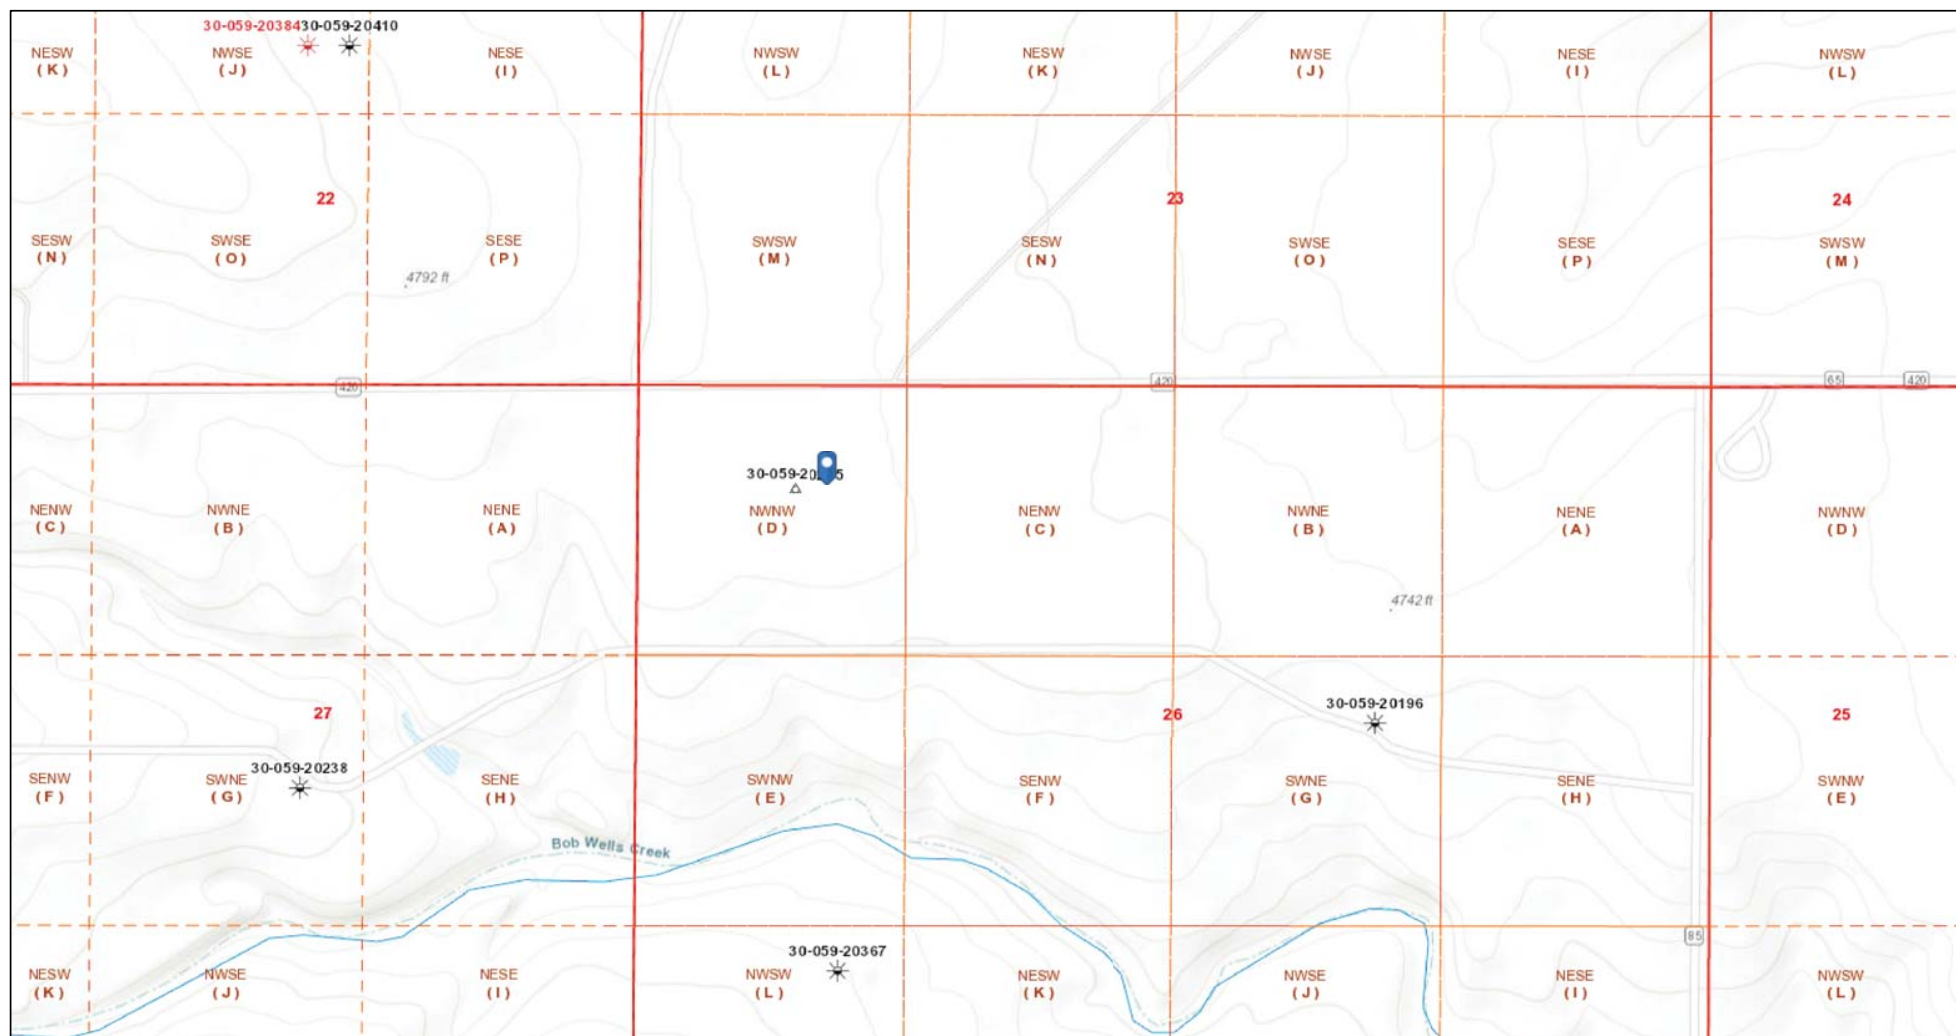 30-059-20384
30-059-20410
NESW
(K)
NWSE
(J)
NESE
(I)
NWSW
(L)
NESW
(K)
NWSE
(J)
NESE
(I)
NWSW
(L)
22
23
24
SESW
(N)
SWSE
(O)
SESE
(P)
SWSW
(M)
SESW
(N)
SWSE
(O)
SESE
(P)
SWSW
(M)
4792 ft
420
420
65
420
NENW
(C)
NWNE
(B)
NENE
(A)
NWNW
(D)
NENW
(C)
NWNE
(B)
NENE
(A)
NWNW
(D)
4742 ft
27
26
25
30-059-20196
30-059-20238
SENW
(F)
SWNE
(G)
SENE
(H)
SWNW
(E)
SENW
(F)
SWNE
(G)
SENE
(H)
SWNW
(E)
Bob Wells Creek
85
30-059-20367
NESW
(K)
NWSE
(J)
NESE
(I)
NWSW
(L)
NESW
(K)
NWSE
(J)
NESE
(I)
NWSW
(L)